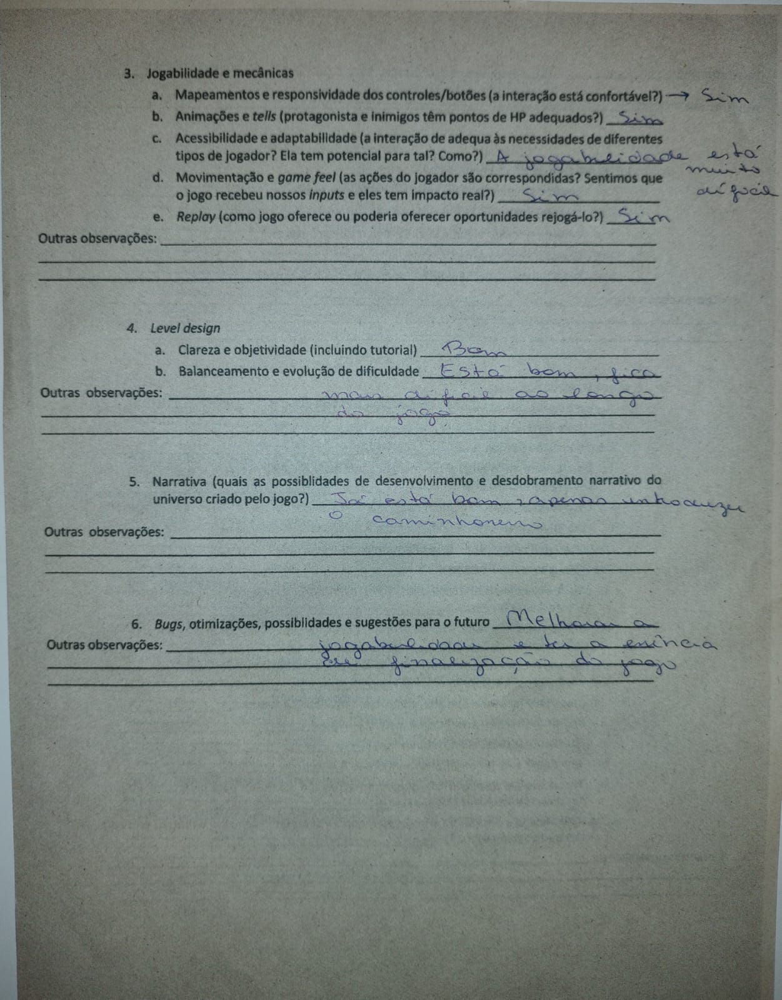 3. Jogabilidade e mecânicas
a. Mapeamentos e responsividade dos controles/botões (a interação está confortável?) → Sim
b. Animações e tells (protagonista e inimigos têm pontos de HP adequados?) Sim
c. Acessibilidade e adaptabilidade (a interação de adequa às necessidades de diferentes
tipos de jogador? Ela tem potencial para tal? Como?) A jogabilidade está
muito
difícil
d. Movimentação e game feel (as ações do jogador são correspondidas? Sentimos que
o jogo recebeu nossos inputs e eles tem impacto real?) Sim
e. Replay (como jogo oferece ou poderia oferecer oportunidades rejogá-lo?) Sim
Outras observações:
4. Level design
a. Clareza e objetividade (incluindo tutorial) Bom
b. Balanceamento e evolução de dificuldade Está bom, fica
Outras observações: mais difícil ao longo
do jogo
5. Narrativa (quais as possiblidades de desenvolvimento e desdobramento narrativo do
universo criado pelo jogo?) Já está bom, apenas introduzir
o caminhoneiro
Outras observações:
6. Bugs, otimizações, possiblidades e sugestões para o futuro Melhorar a
Outras observações: jogabilidade e ter a
de finalização do jogo